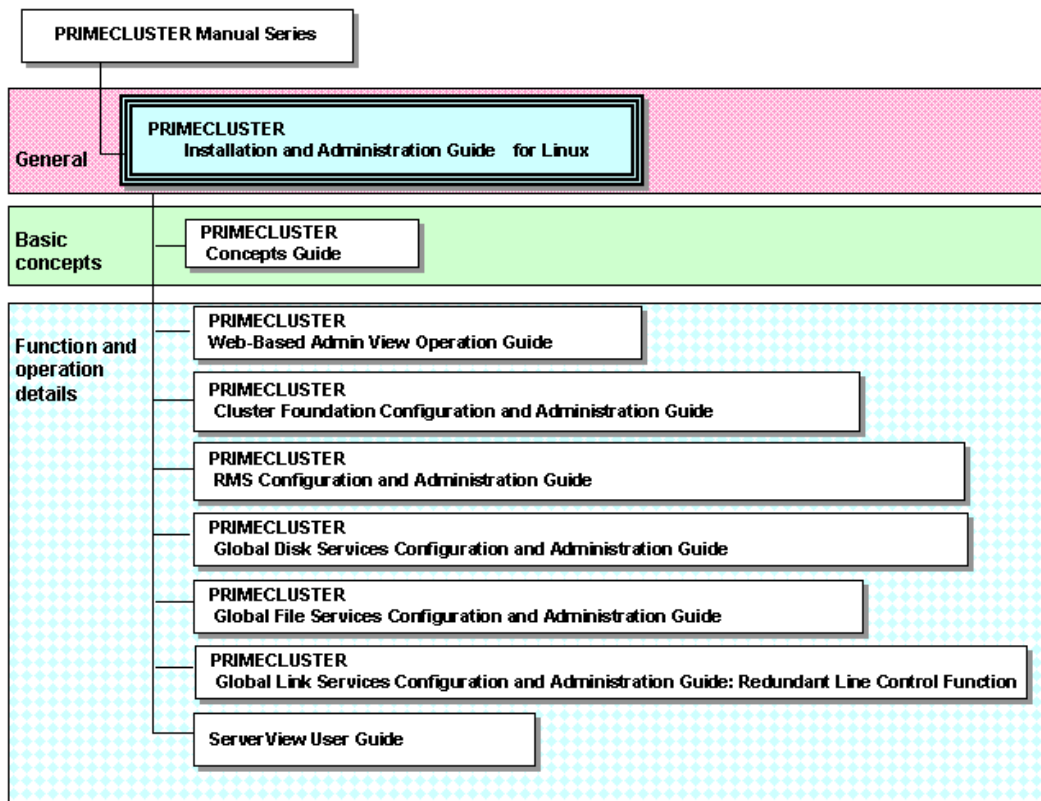 PRIMECLUSTER Manual Series
General
PRIMECLUSTER
Installation and Administration Guide for Linux
Basic
concepts
PRIMECLUSTER
Concepts Guide
Function and
operation
details
PRIMECLUSTER
Web-Based Admin View Operation Guide
PRIMECLUSTER
Cluster Foundation Configuration and Administration Guide
PRIMECLUSTER
RMS Configuration and Administration Guide
PRIMECLUSTER
Global Disk Services Configuration and Administration Guide
PRIMECLUSTER
Global File Services Configuration and Administration Guide
PRIMECLUSTER
Global Link Services Configuration and Administration Guide: Redundant Line Control Function
ServerView User Guide